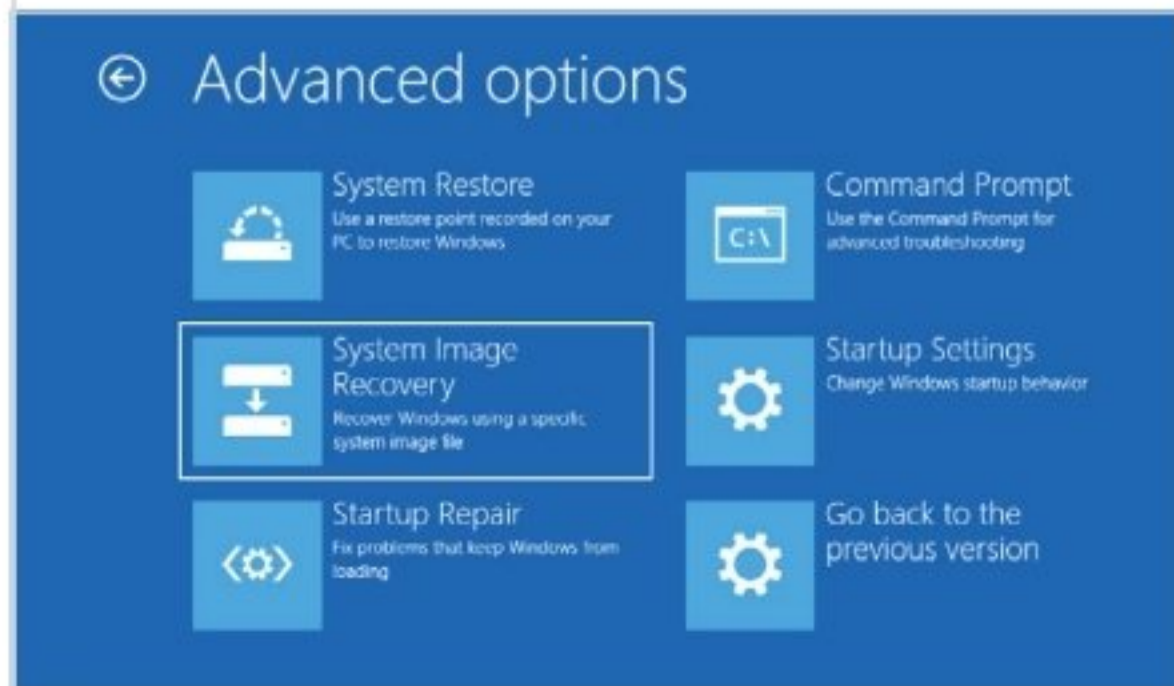 Advanced options
System Restore
Use a restore point recorded on your
PC to restore Windows
Command Prompt
Use the Command Prompt for
advanced troubleshooting
C:\
System Image
Recovery
Recover Windows using a specific
system image file
Startup Settings
Change Windows startup behavior
Startup Repair
Fix problems that keep Windows from
loading
Go back to the
previous version